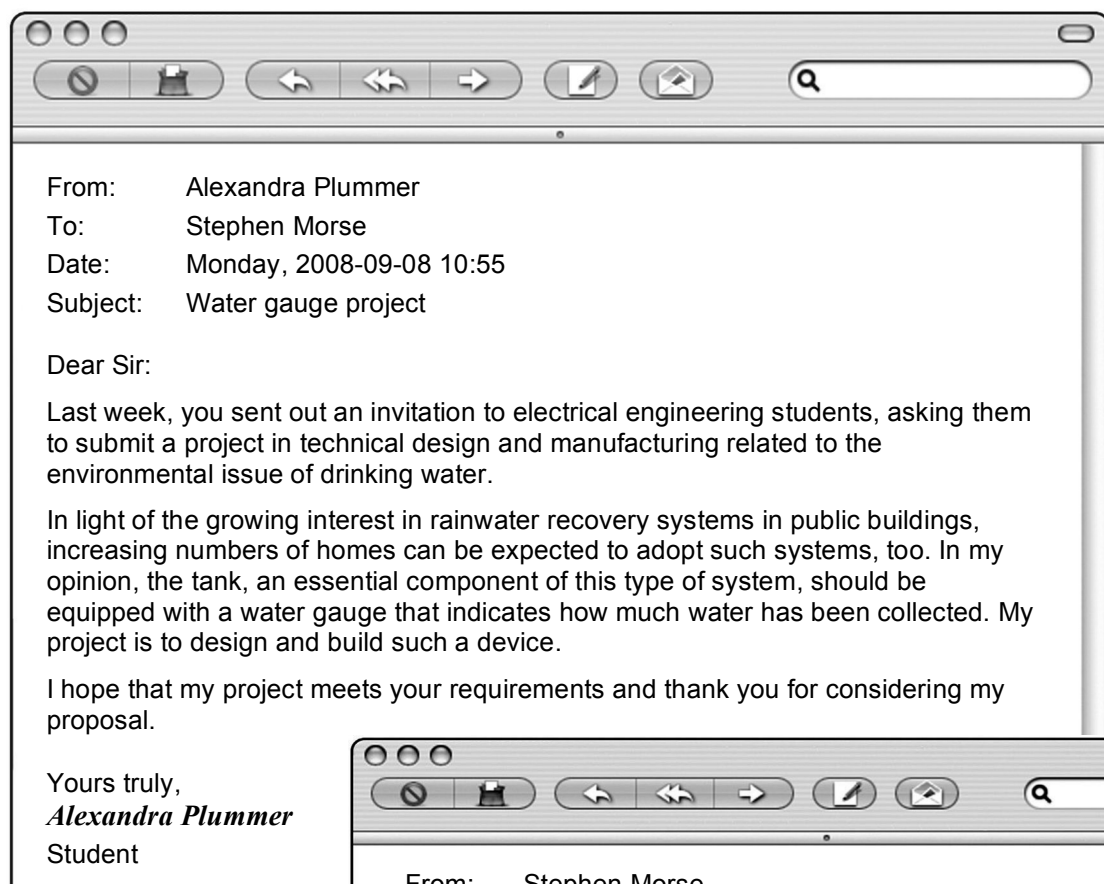 From: Alexandra Plummer
To: Stephen Morse
Date: Monday, 2008-09-08 10:55
Subject: Water gauge project
Dear Sir:
Last week, you sent out an invitation to electrical engineering students, asking them
to submit a project in technical design and manufacturing related to the
environmental issue of drinking water.
In light of the growing interest in rainwater recovery systems in public buildings,
increasing numbers of homes can be expected to adopt such systems, too. In my
opinion, the tank, an essential component of this type of system, should be
equipped with a water gauge that indicates how much water has been collected. My
project is to design and build such a device.
I hope that my project meets your requirements and thank you for considering my
proposal.
Yours truly,
Alexandra Plummer
Student
From: Stephen Morse